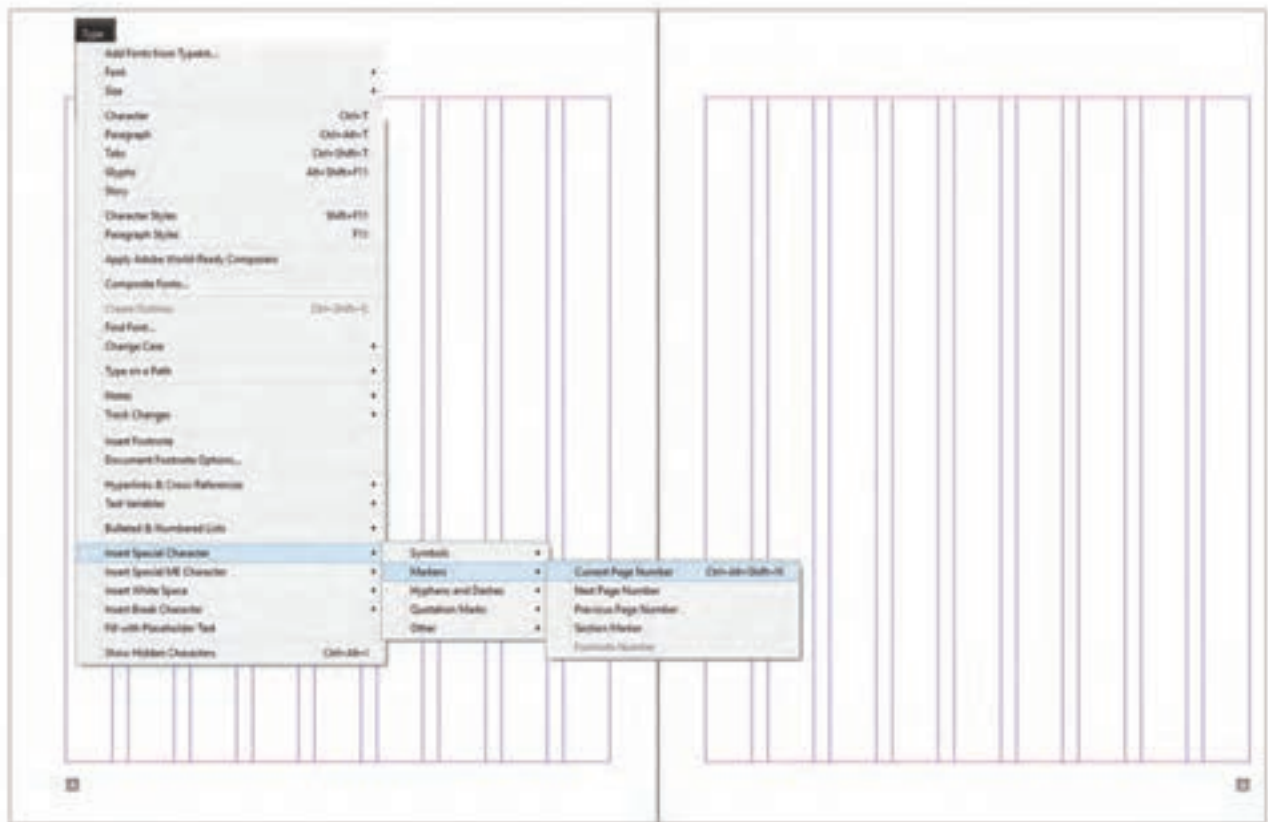 Type
Add Fonts from Typekit...
Font
Size
Character Ctrl+T
Paragraph Ctrl+Alt+T
Tabs Ctrl+Shift+T
Glyphs Alt+Shift+F11
Story
Character Styles Shift+F11
Paragraph Styles F11
Apply Adobe World-Ready Composers
Composite Fonts...
Create Outlines Ctrl+Shift+O
Find Font...
Change Case
Type on a Path
Notes
Track Changes
Insert Footnote
Document Footnote Options...
Hyperlinks & Cross-References
Text Variables
Bulleted & Numbered Lists
Insert Special Character
Insert Special ME Character
Insert White Space
Insert Break Character
Fill with Placeholder Text
Show Hidden Characters Ctrl+Alt+I
Symbols
Markers
Hyphens and Dashes
Quotation Marks
Other
Current Page Number Ctrl+Alt+Shift+N
Next Page Number
Previous Page Number
Section Marker
Footnote Number